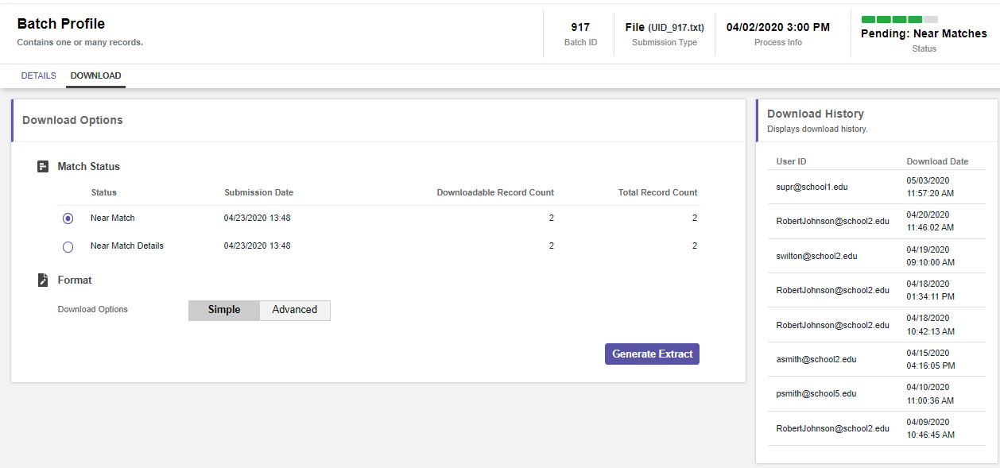 Batch Profile
Contains one or many records.
917
Batch ID
File (UID_917.txt)
Submission Type
04/02/2020 3:00 PM
Process Info
Pending: Near Matches
Status
DETAILS DOWNLOAD
Download Options
Match Status
Status Submission Date Downloadable Record Count Total Record Count
Near Match 04/23/2020 13:48 2 2
Near Match Details 04/23/2020 13:48 2 2
Format
Download Options Simple Advanced
Generate Extract
Download History
Displays download history.
User ID Download Date
supr@school1.edu 05/03/2020
11:57:20 AM
RobertJohnson@school2.edu 04/20/2020
11:46:02 AM
swilton@school2.edu 04/19/2020
09:10:00 AM
RobertJohnson@school2.edu 04/18/2020
01:34:11 PM
RobertJohnson@school2.edu 04/18/2020
10:42:13 AM
asmith@school2.edu 04/15/2020
04:16:05 PM
psmith@school5.edu 04/10/2020
11:00:36 AM
RobertJohnson@school2.edu 04/09/2020
10:46:45 AM